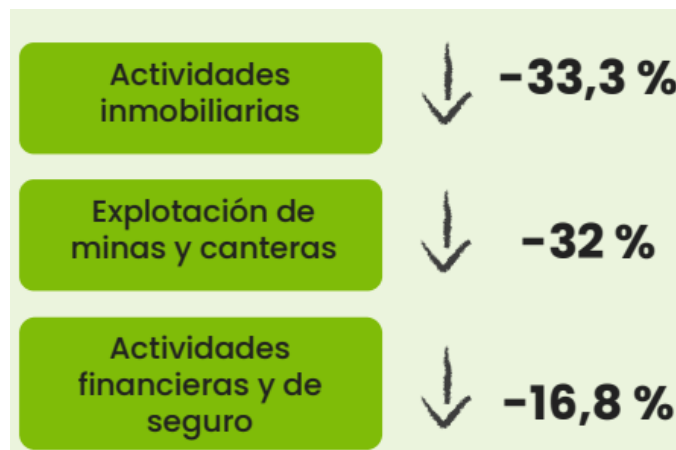 Actividades
inmobiliarias
-33,3 %
Explotación de
minas y canteras
-32 %
Actividades
financieras y de
seguro
-16,8 %